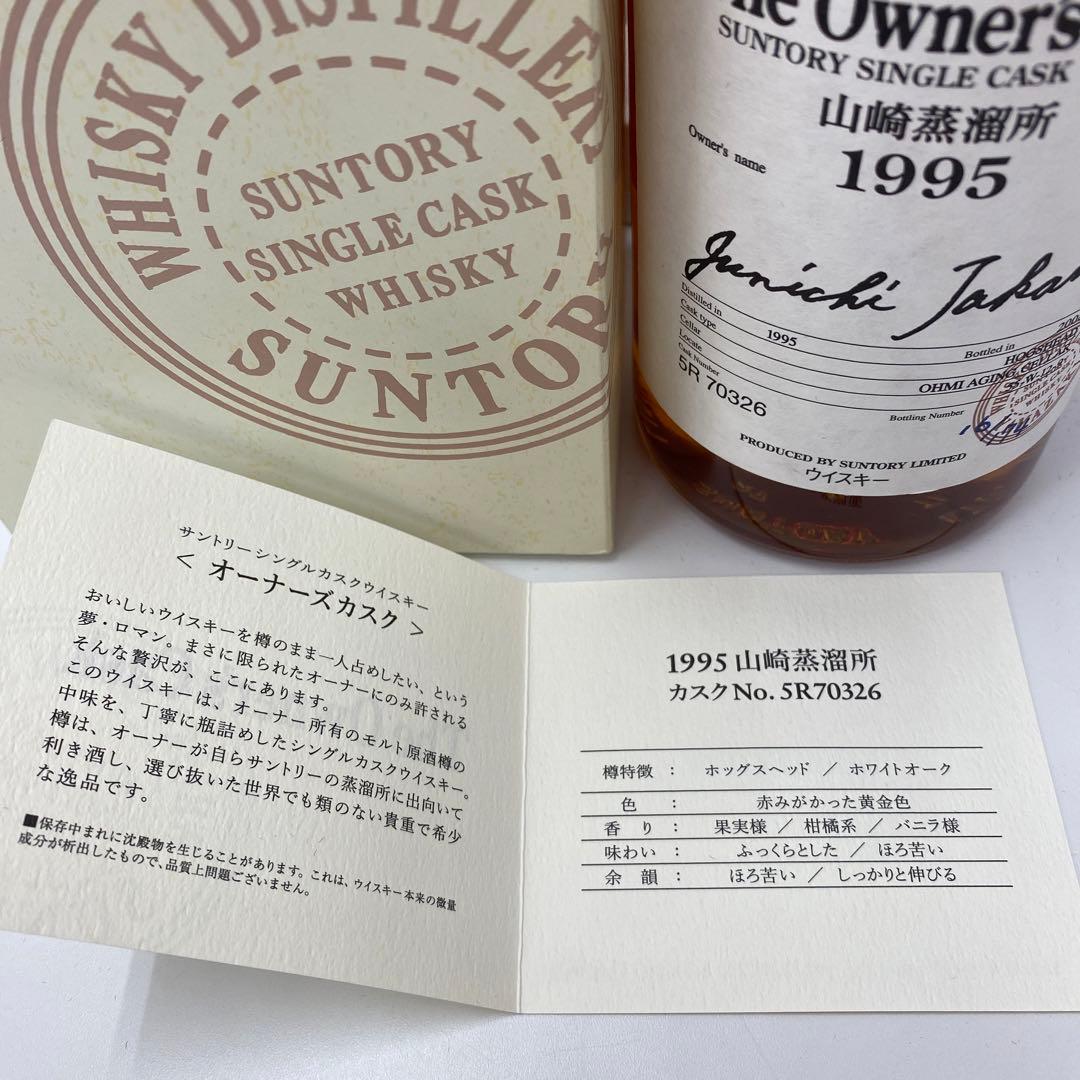 WHISKY DISTILLERY
SUNTORY
SINGLE CASK
WHISKY
SUNTORY
The Owner's
SUNTORY SINGLE CASK
山崎蒸溜所
1995
Owner's name
Junichi
Distilled in 1995 Bottled in
Cask type HOGSHEAD
Cellar OHMI AGING CELLAR
Locate
Cask Number
5R 70326
Bottling Number
PRODUCED BY SUNTORY LIMITED
ウイスキー
サントリーシングルカスクウイスキー
＜ オーナーズカスク ＞
おいしいウイスキーを樽のまま一人占めしたい、という
夢・ロマン。まさに限られたオーナーにのみ許される
そんな贅沢が、ここにあります。
このウイスキーは、オーナー所有のモルト原酒樽の
中味を、丁寧に瓶詰めしたシングルカスクウイスキー。
樽は、オーナーが自らサントリーの蒸溜所に出向いて
利き酒し、選び抜いた世界でも類のない貴重で希少
な逸品です。
■保存中まれに沈殿物を生じることがあります。これは、ウイスキー本来の微量
成分が析出したもので、品質上問題ございません。
1995 山崎蒸溜所
カスク No. 5R70326
樽特徴 ： ホッグスヘッド ／ ホワイトオーク
色 ： 赤みがかった黄金色
香り ： 果実様 ／ 柑橘系 ／ バニラ様
味わい ： ふっくらとした ／ ほろ苦い
余韻 ： ほろ苦い ／ しっかりと伸びる